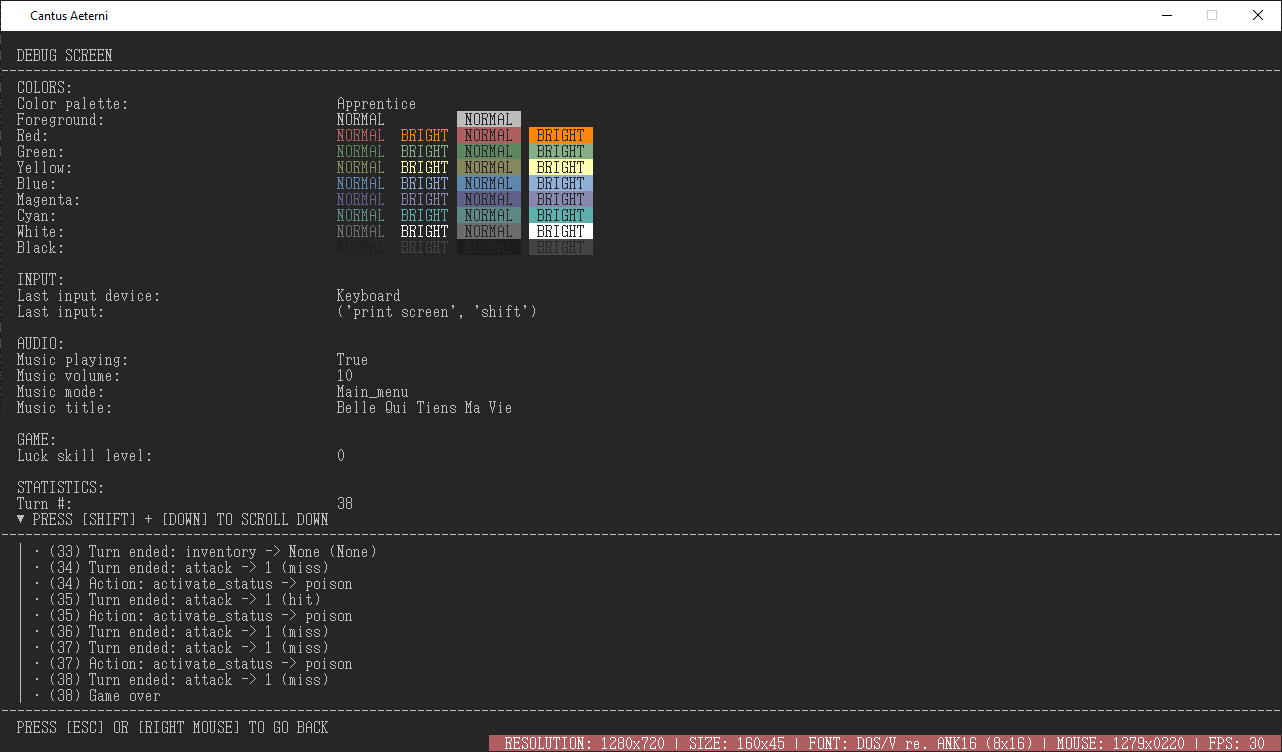 Cantus Aeterni
DEBUG SCREEN
COLORS:
Color palette: Apprentice
Foreground: NORMAL NORMAL
Red: NORMAL BRIGHT NORMAL BRIGHT
Green: NORMAL BRIGHT NORMAL BRIGHT
Yellow: NORMAL BRIGHT NORMAL BRIGHT
Blue: NORMAL BRIGHT NORMAL BRIGHT
Magenta: NORMAL BRIGHT NORMAL BRIGHT
Cyan: NORMAL BRIGHT NORMAL BRIGHT
White: NORMAL BRIGHT NORMAL BRIGHT
Black: NORMAL BRIGHT NORMAL BRIGHT
INPUT:
Last input device: Keyboard
Last input: ('print screen', 'shift')
AUDIO:
Music playing: True
Music volume: 10
Music mode: Main_menu
Music title: Belle Qui Tiens Ma Vie
GAME:
Luck skill level: 0
STATISTICS:
Turn #: 38
▼ PRESS [SHIFT] + [DOWN] TO SCROLL DOWN
· (33) Turn ended: inventory -> None (None)
· (34) Turn ended: attack -> 1 (miss)
· (34) Action: activate_status -> poison
· (35) Turn ended: attack -> 1 (hit)
· (35) Action: activate_status -> poison
· (36) Turn ended: attack -> 1 (miss)
· (37) Turn ended: attack -> 1 (miss)
· (37) Action: activate_status -> poison
· (38) Turn ended: attack -> 1 (miss)
· (38) Game over
PRESS [ESC] OR [RIGHT MOUSE] TO GO BACK
RESOLUTION: 1280x720 | SIZE: 160x45 | FONT: DOS/V re. ANK16 (8x16) | MOUSE: 1279x0220 | FPS: 30